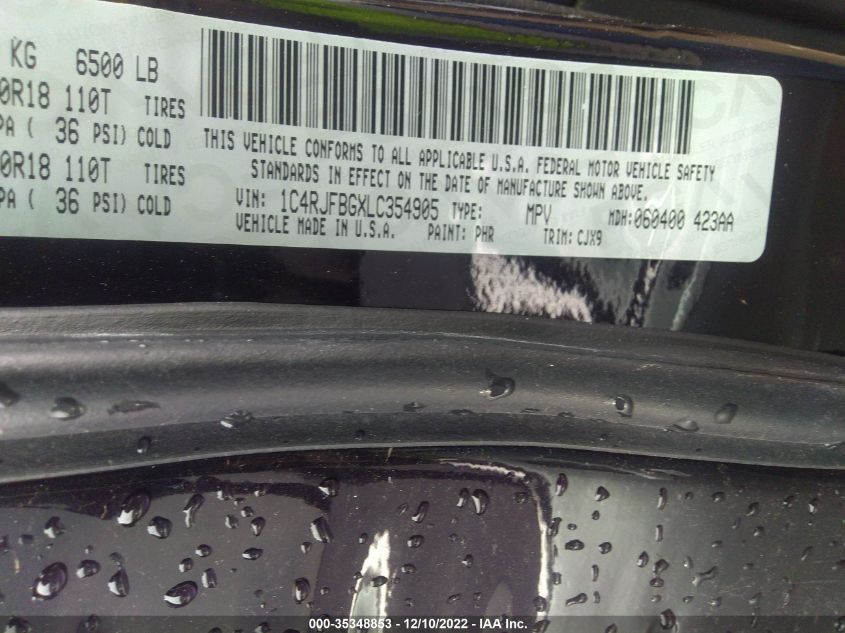 KG 6500 LB
0R18 110T TIRES
PA ( 36 PSI) COLD
0R18 110T TIRES
PA ( 36 PSI) COLD
THIS VEHICLE CONFORMS TO ALL APPLICABLE U.S.A. FEDERAL MOTOR VEHICLE SAFETY
STANDARDS IN EFFECT ON THE DATE OF MANUFACTURE SHOWN ABOVE.
VIN: 1C4RJFBGXLC354905 TYPE: MPV MDH:060400 423AA
VEHICLE MADE IN U.S.A. PAINT: PHR TRIM: CJX9
000-35348853 - 12/10/2022 - IAA Inc.